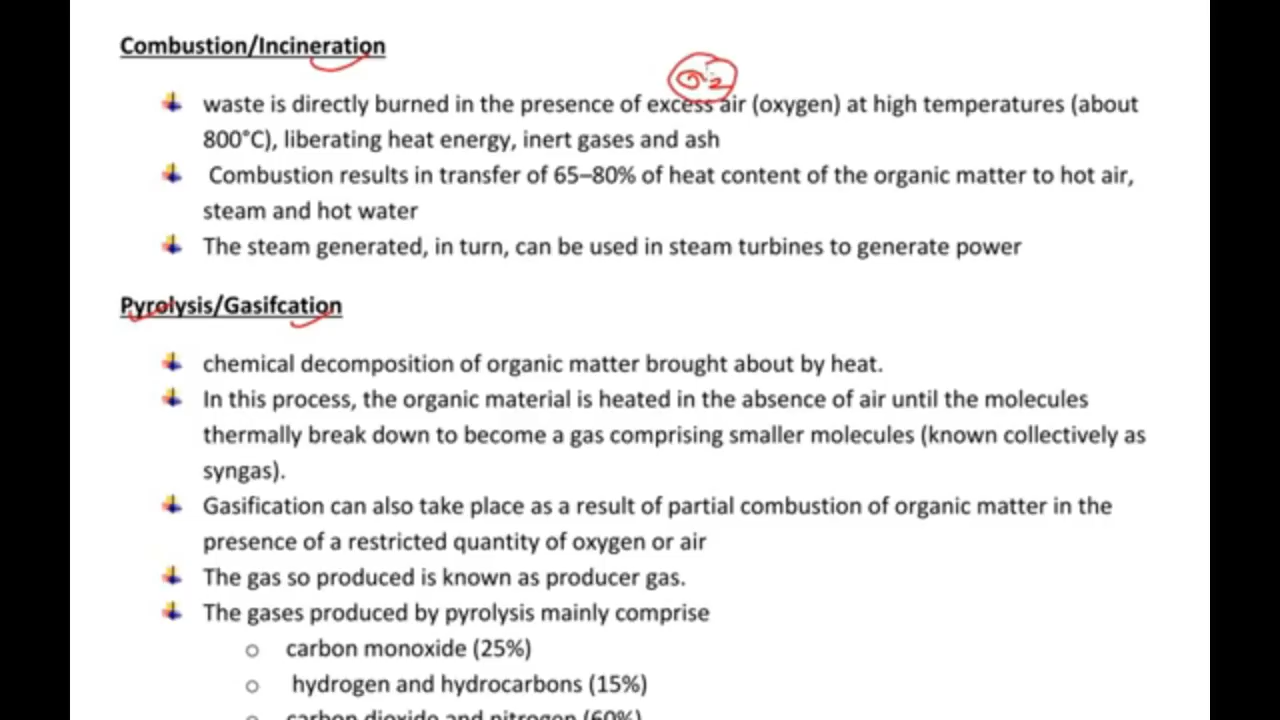 Combustion/Incineration
O2
waste is directly burned in the presence of excess air (oxygen) at high temperatures (about
800°C), liberating heat energy, inert gases and ash
Combustion results in transfer of 65–80% of heat content of the organic matter to hot air,
steam and hot water
The steam generated, in turn, can be used in steam turbines to generate power
Pyrolysis/Gasifcation
chemical decomposition of organic matter brought about by heat.
In this process, the organic material is heated in the absence of air until the molecules
thermally break down to become a gas comprising smaller molecules (known collectively as
syngas).
Gasification can also take place as a result of partial combustion of organic matter in the
presence of a restricted quantity of oxygen or air
The gas so produced is known as producer gas.
The gases produced by pyrolysis mainly comprise
o carbon monoxide (25%)
o hydrogen and hydrocarbons (15%)
o carbon dioxide and nitrogen (60%)